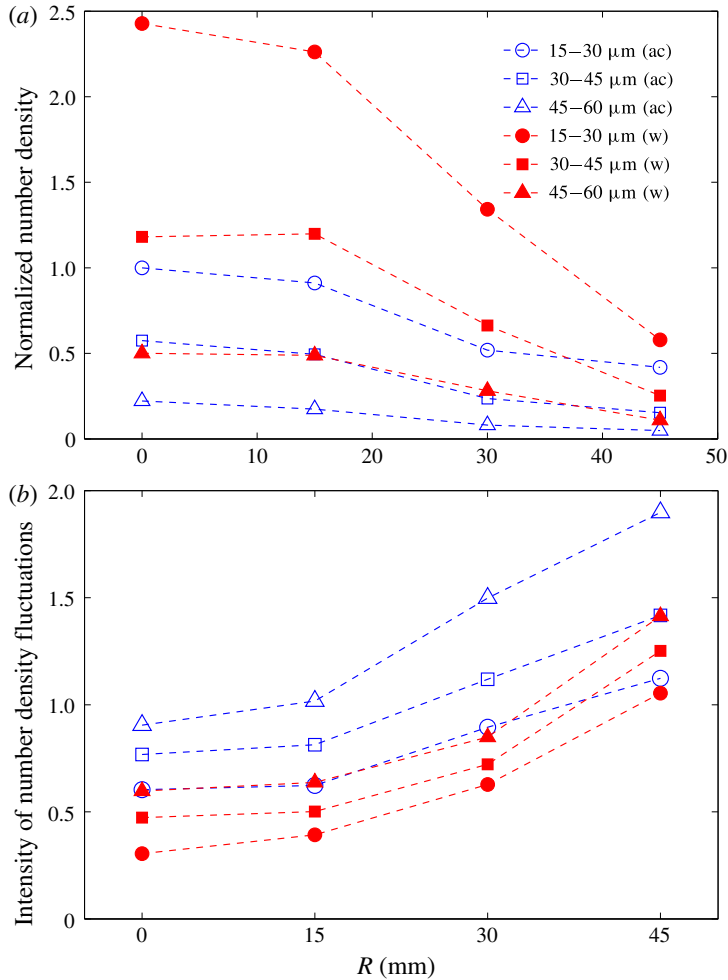 (a)
2.5
2.0
1.5
1.0
0.5
0
Normalized number density
15–30 μm (ac)
30–45 μm (ac)
45–60 μm (ac)
15–30 μm (w)
30–45 μm (w)
45–60 μm (w)
0 10 20 30 40 50
(b)
2.0
1.5
1.0
0.5
0
Intensity of number density fluctuations
0 15 30 45
R (mm)